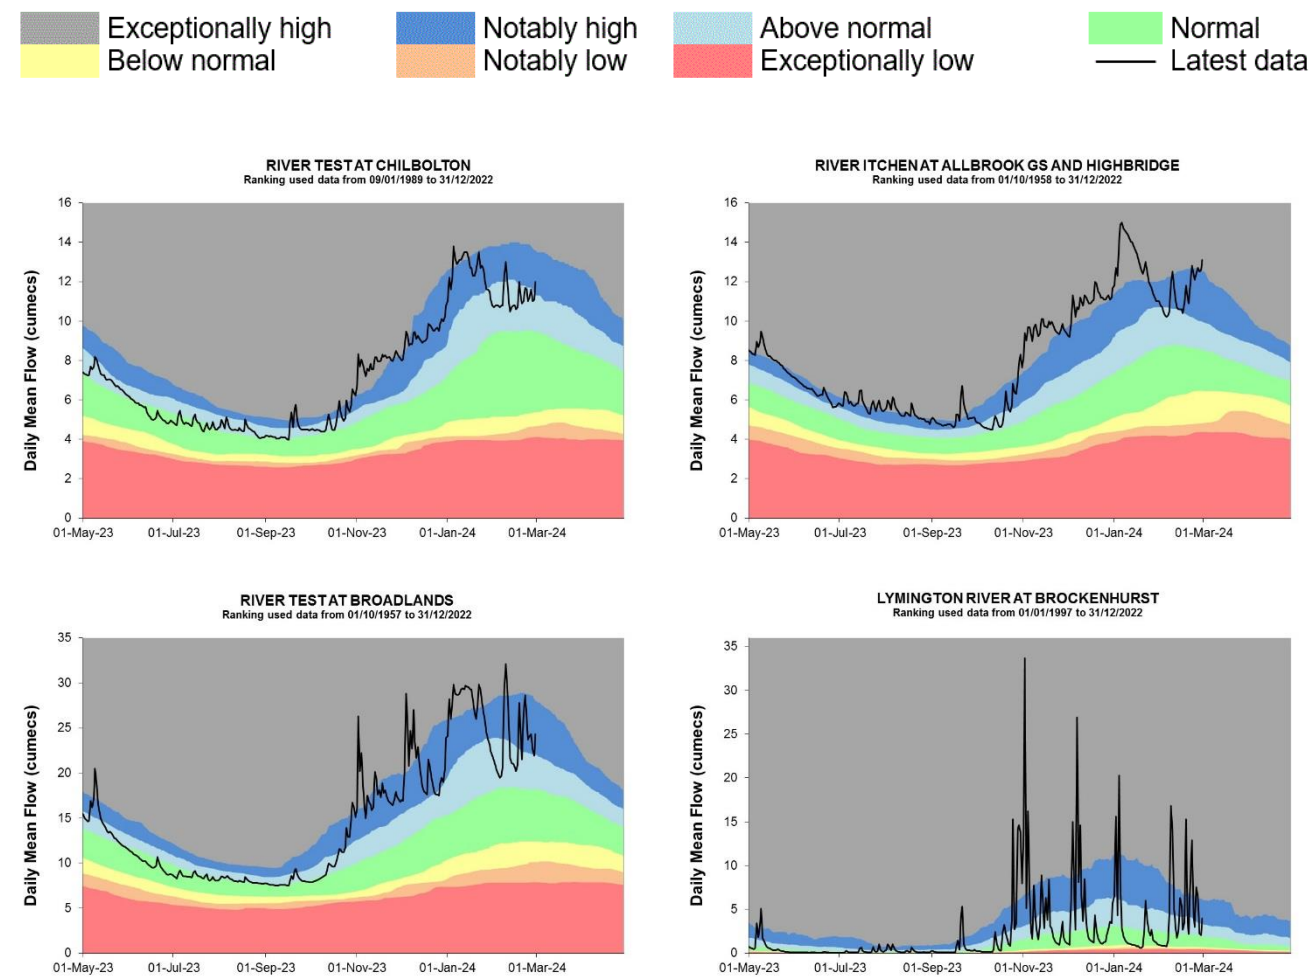 Exceptionally high Notably high Above normal Normal
Below normal Notably low Exceptionally low Latest data
RIVER TEST AT CHILBOLTON
Ranking used data from 09/01/1989 to 31/12/2022
Daily Mean Flow (cumecs)
16
14
12
10
8
6
4
2
0
01-May-23 01-Jul-23 01-Sep-23 01-Nov-23 01-Jan-24 01-Mar-24
RIVER ITCHEN AT ALLBROOK GS AND HIGHBRIDGE
Ranking used data from 01/10/1958 to 31/12/2022
Daily Mean Flow (cumecs)
16
14
12
10
8
6
4
2
0
01-May-23 01-Jul-23 01-Sep-23 01-Nov-23 01-Jan-24 01-Mar-24
RIVER TEST AT BROADLANDS
Ranking used data from 01/10/1957 to 31/12/2022
Daily Mean Flow (cumecs)
35
30
25
20
15
10
5
0
01-May-23 01-Jul-23 01-Sep-23 01-Nov-23 01-Jan-24 01-Mar-24
LYMINGTON RIVER AT BROCKENHURST
Ranking used data from 01/01/1997 to 31/12/2022
Daily Mean Flow (cumecs)
35
30
25
20
15
10
5
0
01-May-23 01-Jul-23 01-Sep-23 01-Nov-23 01-Jan-24 01-Mar-24